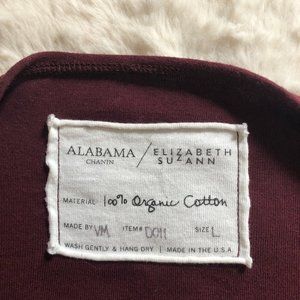 ALABAMA CHANIN / ELIZABETH SUZANN
MATERIAL 100% Organic Cotton
MADE BY VM ITEM# D011 SIZE L
WASH GENTLY & HANG DRY | MADE IN THE U.S.A.